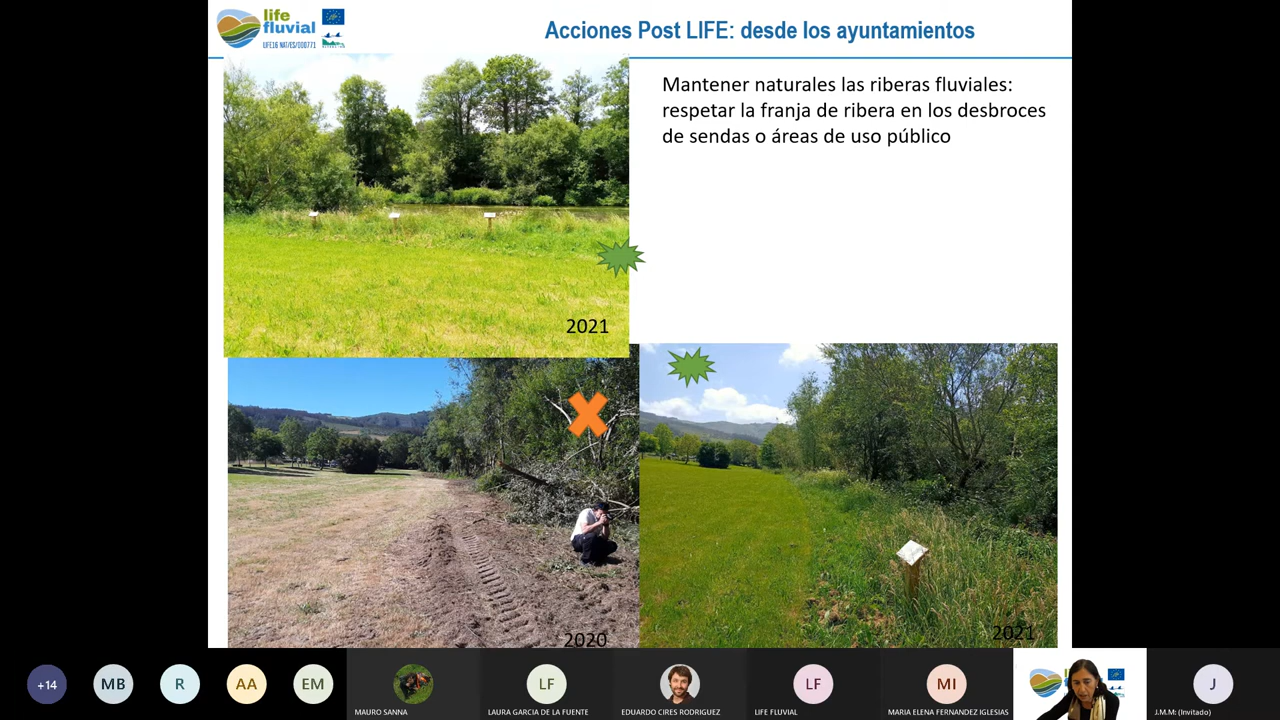 life
fluvial
LIFE16 NAT/ES/000771
Acciones Post LIFE: desde los ayuntamientos
Mantener naturales las riberas fluviales:
respetar la franja de ribera en los desbroces
de sendas o áreas de uso público
2021
2020
2021
+14
MB
R
AA
EM
MAURO SANNA
LF
LAURA GARCIA DE LA FUENTE
EDUARDO CIRES RODRIGUEZ
LF
LIFE FLUVIAL
MI
MARIA ELENA FERNANDEZ IGLESIAS
J
J.M.M: (Invitado)